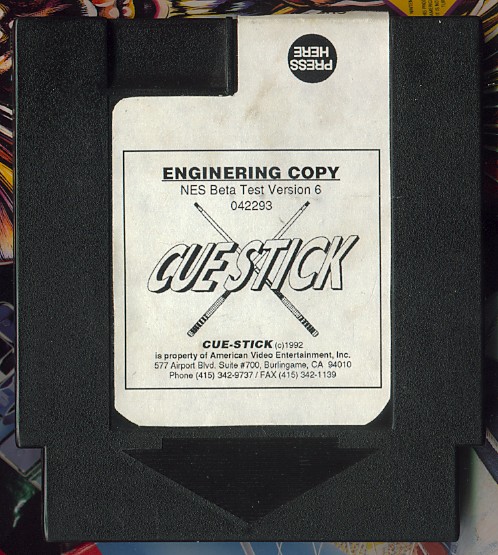 PRESS
HERE
ENGINERING COPY
NES Beta Test Version 6
042293
CUE STICK
CUE-STICK (c)1992
is property of American Video Entertainment, Inc.
577 Airport Blvd. Suite #700, Burlingame, CA 94010
Phone (415) 342-9737 / FAX (415) 342-1139